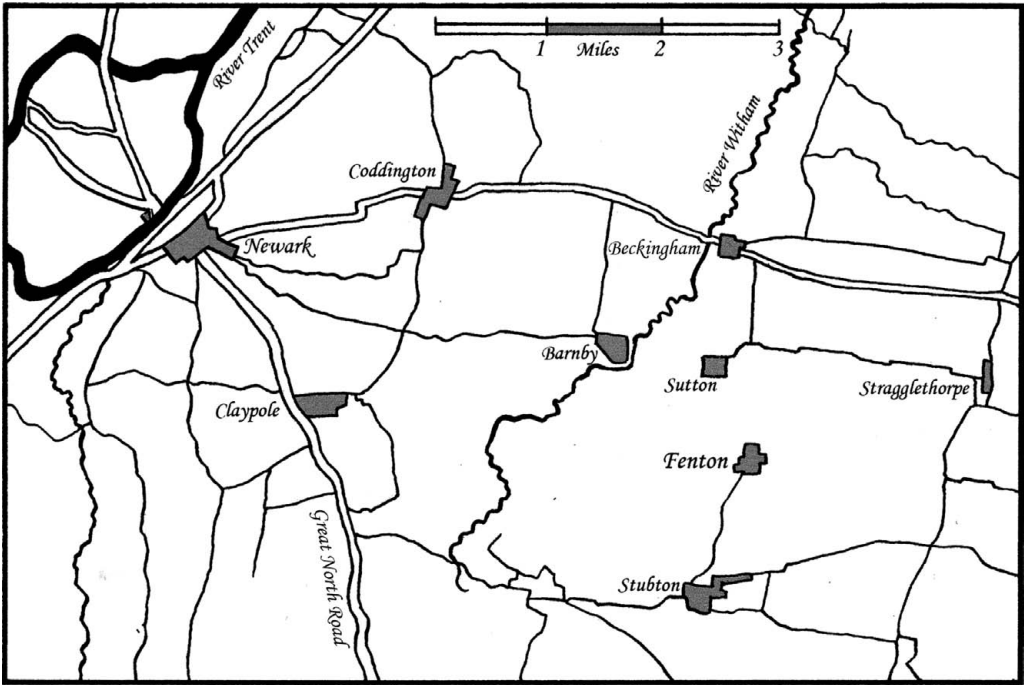 River Trent
1 Miles 2 3
River Witham
Coddington
Newark
Beckingham
Barnby
Sutton
Stragglethorpe
Claypole
Fenton
Great North Road
Stubton